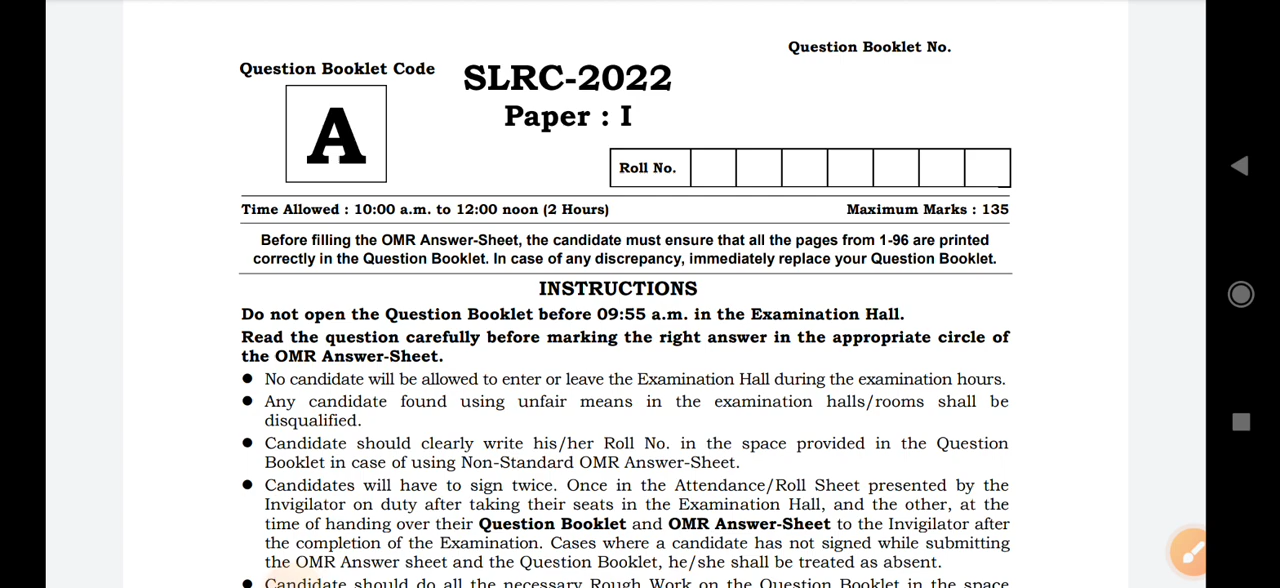 Question Booklet No.
Question Booklet Code
SLRC-2022
A
Paper : I
Roll No.
Time Allowed : 10:00 a.m. to 12:00 noon (2 Hours)
Maximum Marks : 135
Before filling the OMR Answer-Sheet, the candidate must ensure that all the pages from 1-96 are printed
correctly in the Question Booklet. In case of any discrepancy, immediately replace your Question Booklet.
INSTRUCTIONS
Do not open the Question Booklet before 09:55 a.m. in the Examination Hall.
Read the question carefully before marking the right answer in the appropriate circle of
the OMR Answer-Sheet.
● No candidate will be allowed to enter or leave the Examination Hall during the examination hours.
● Any candidate found using unfair means in the examination halls/rooms shall be
disqualified.
● Candidate should clearly write his/her Roll No. in the space provided in the Question
Booklet in case of using Non-Standard OMR Answer-Sheet.
● Candidates will have to sign twice. Once in the Attendance/Roll Sheet presented by the
Invigilator on duty after taking their seats in the Examination Hall, and the other, at the
time of handing over their Question Booklet and OMR Answer-Sheet to the Invigilator after
the completion of the Examination. Cases where a candidate has not signed while submitting
the OMR Answer sheet and the Question Booklet, he/she shall be treated as absent.
● Candidate should do all the necessary Rough Work on the Question Booklet in the space